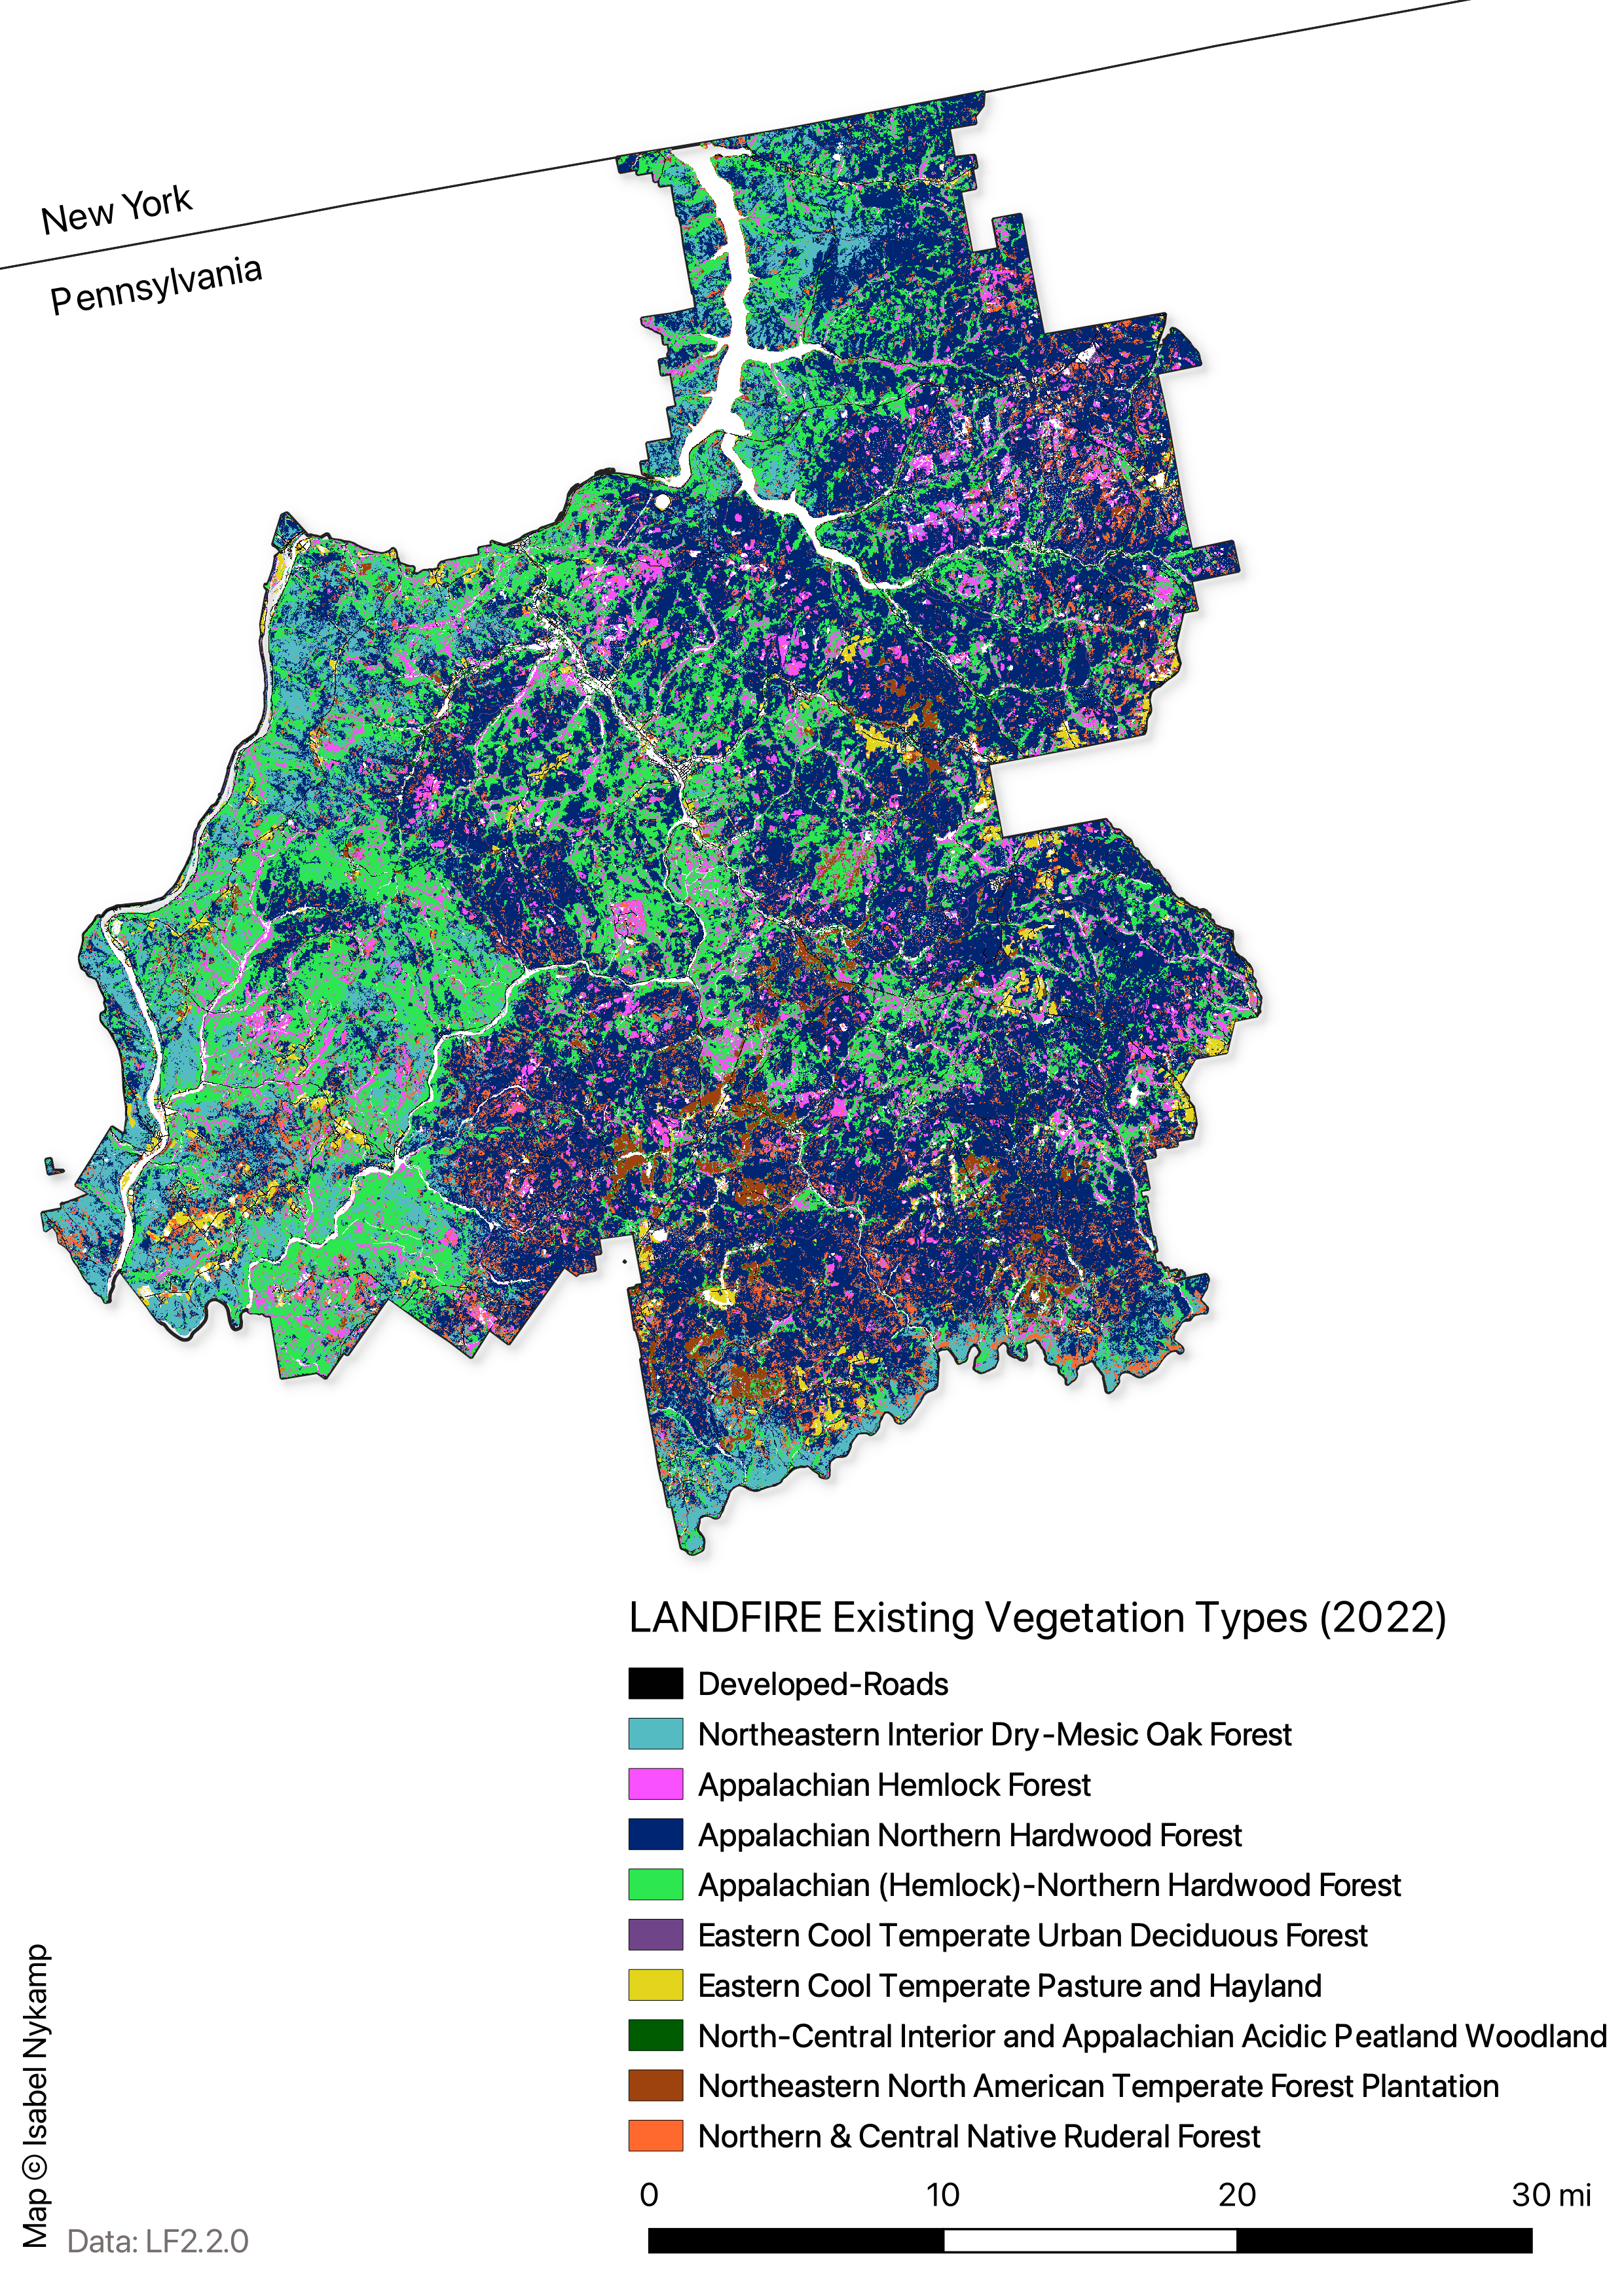 New York
Pennsylvania
LANDFIRE Existing Vegetation Types (2022)
Developed-Roads
Northeastern Interior Dry-Mesic Oak Forest
Appalachian Hemlock Forest
Appalachian Northern Hardwood Forest
Appalachian (Hemlock)-Northern Hardwood Forest
Eastern Cool Temperate Urban Deciduous Forest
Eastern Cool Temperate Pasture and Hayland
North-Central Interior and Appalachian Acidic Peatland Woodland
Northeastern North American Temperate Forest Plantation
Northern & Central Native Ruderal Forest
0 10 20 30 mi
Map © Isabel Nykamp
Data: LF2.2.0